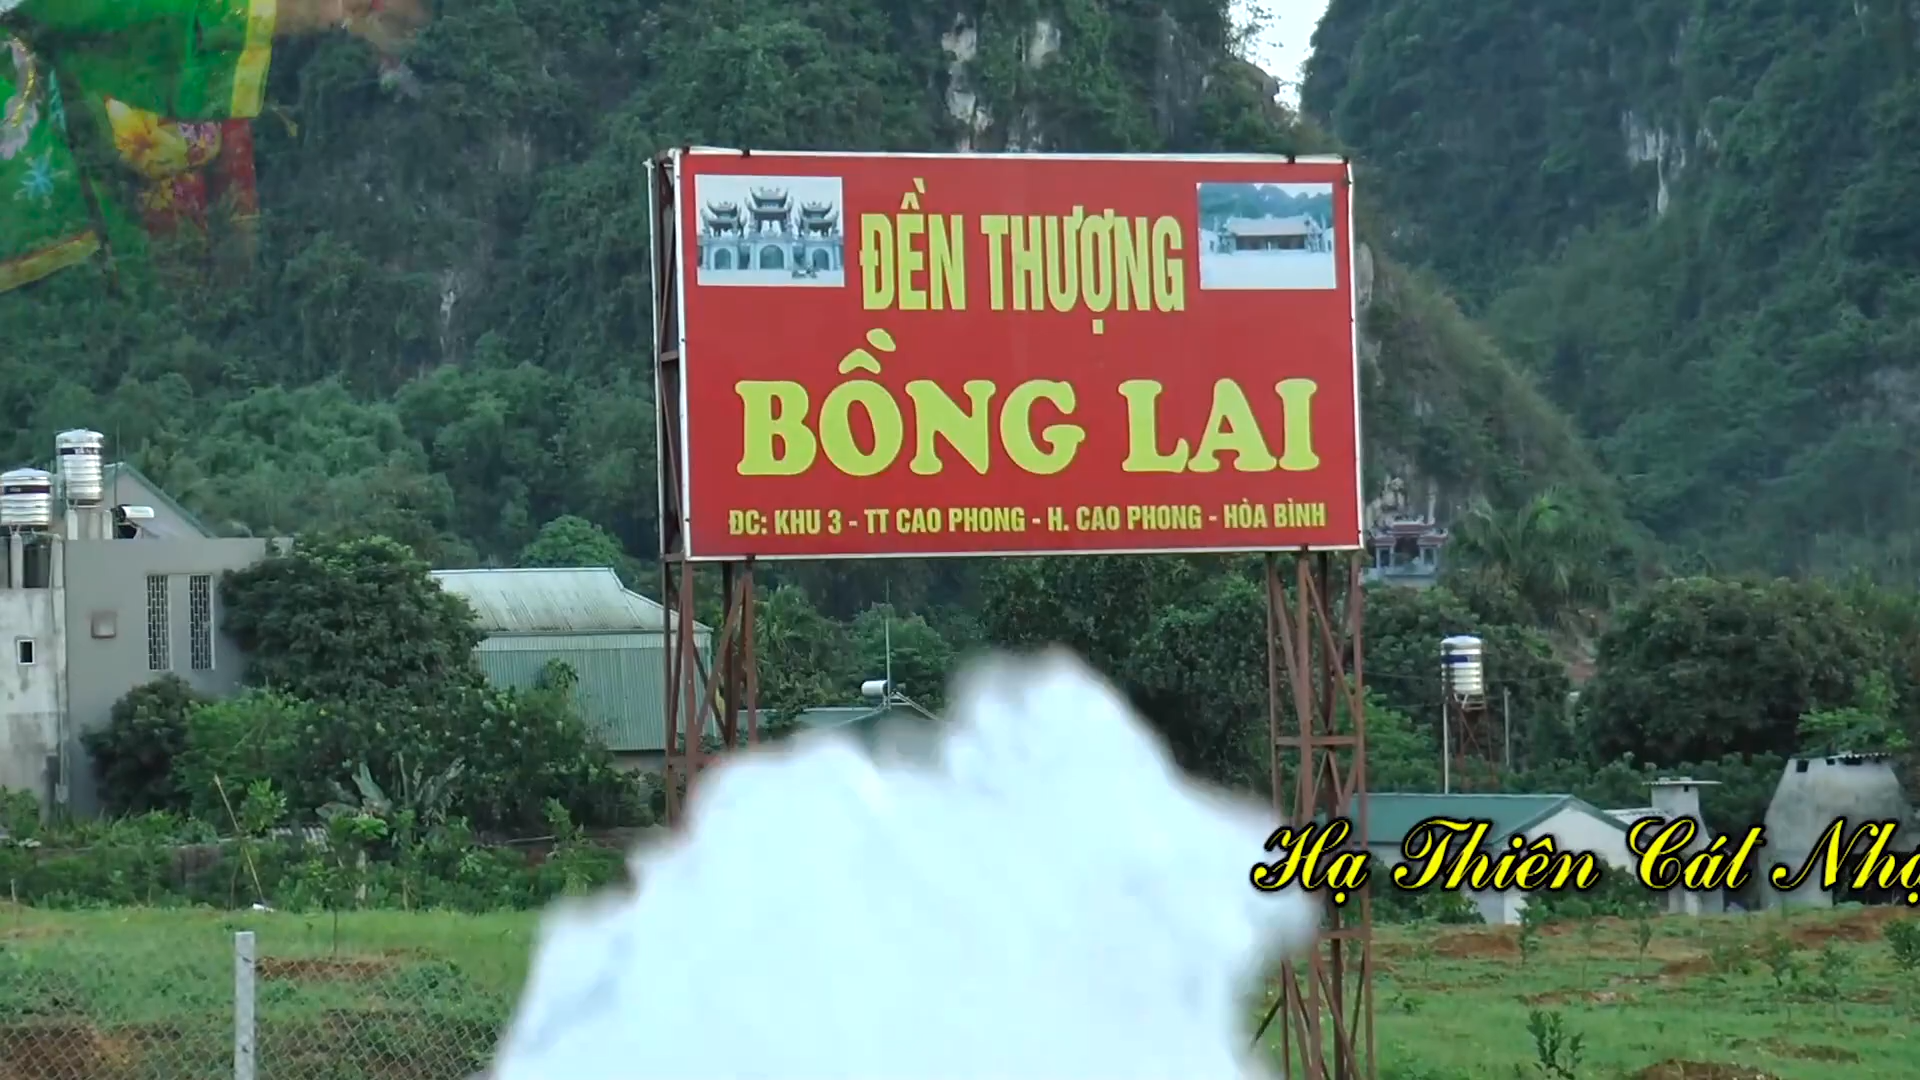 ĐỀN THƯỢNG
BỒNG LAI
ĐC: KHU 3 - TT CAO PHONG - H. CAO PHONG - HÒA BÌNH
Hạ Thiên Cát